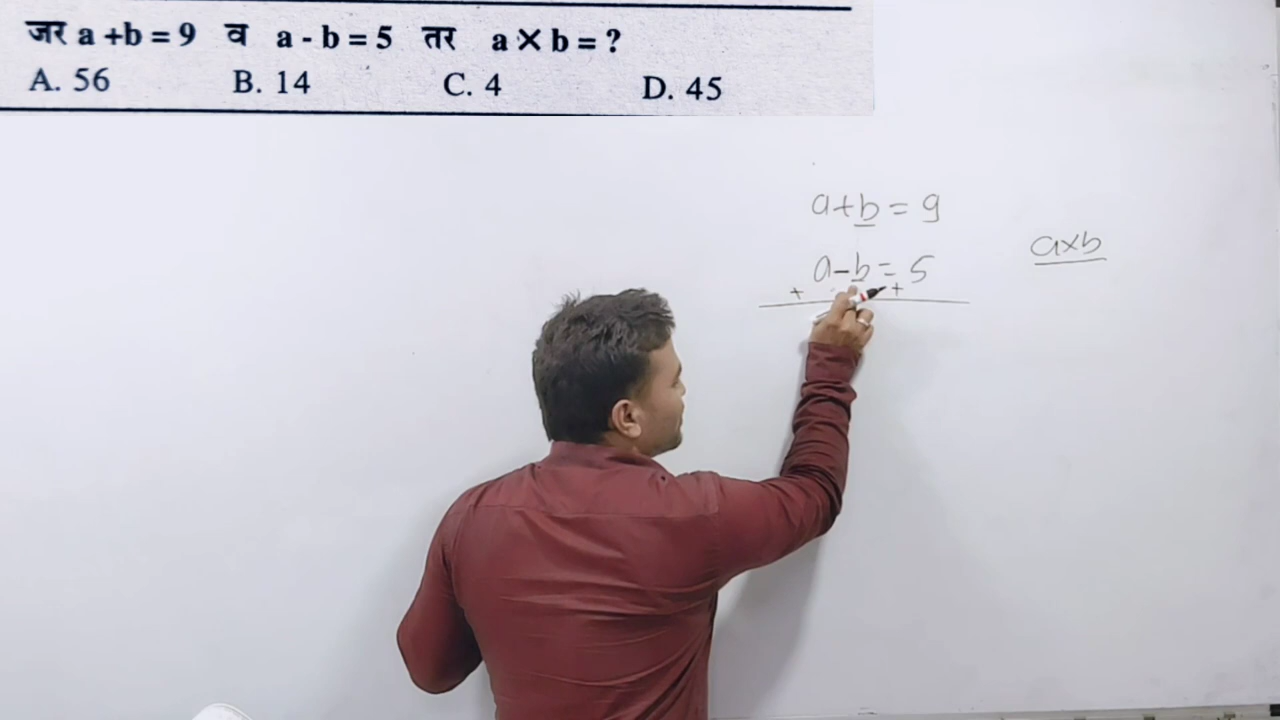 जर a +b = 9 व a - b = 5 तर a × b = ?
A. 56 B. 14 C. 4 D. 45
a+b = 9
a×b
a-b = 5
+ +